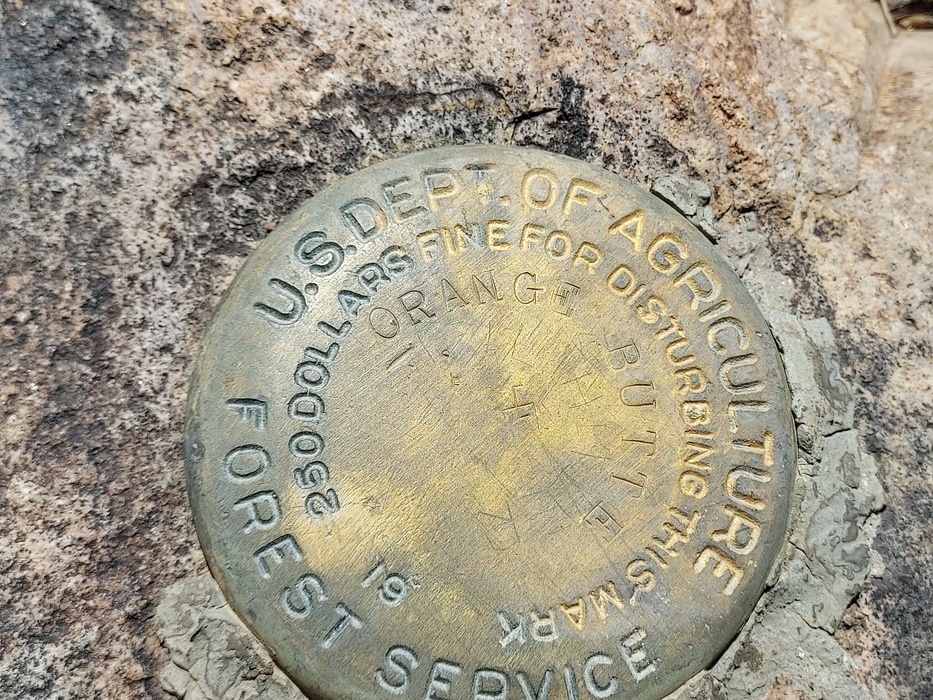 U.S. DEPT. OF AGRICULTURE
250 DOLLARS FINE FOR DISTURBING THIS MARK
ORANGE BUTTE
19
FOREST SERVICE